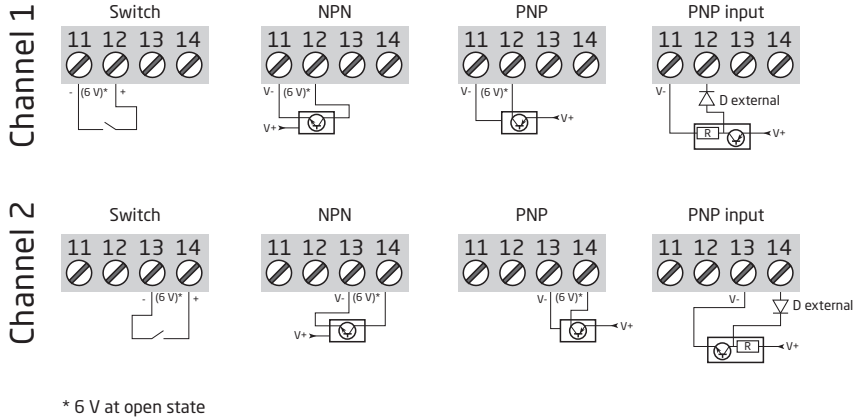 Channel 1
Switch NPN PNP PNP input
11 12 13 14 11 12 13 14 11 12 13 14 11 12 13 14
- (6 V)* + V- (6 V)* V- (6 V)* V-
D external
V+ V+ R V+
Channel 2
Switch NPN PNP PNP input
11 12 13 14 11 12 13 14 11 12 13 14 11 12 13 14
- (6 V)* + V- (6 V)* V- (6 V)* V-
D external
V+ V+ R V+
* 6 V at open state